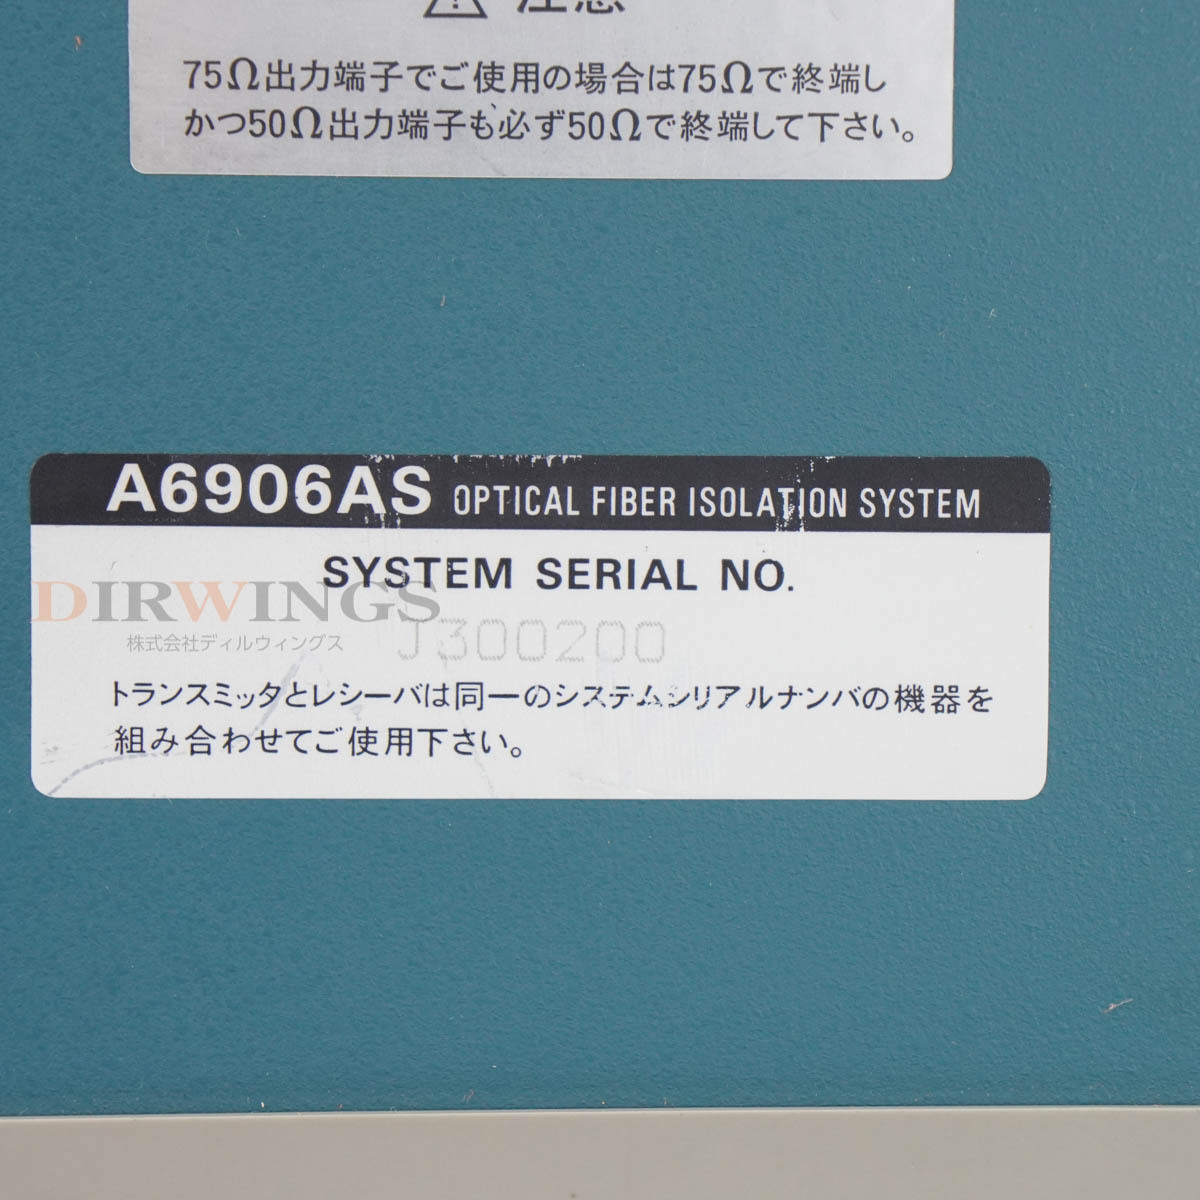 注意
75Ω出力端子でご使用の場合は75Ωで終端し
かつ50Ω出力端子も必ず50Ωで終端して下さい。
A6906AS OPTICAL FIBER ISOLATION SYSTEM
SYSTEM SERIAL NO.
DIRWINGS
株式会社ディルウィングス
J300200
トランスミッタとレシーバは同一のシステムシリアルナンバの機器を
組み合わせてご使用下さい。